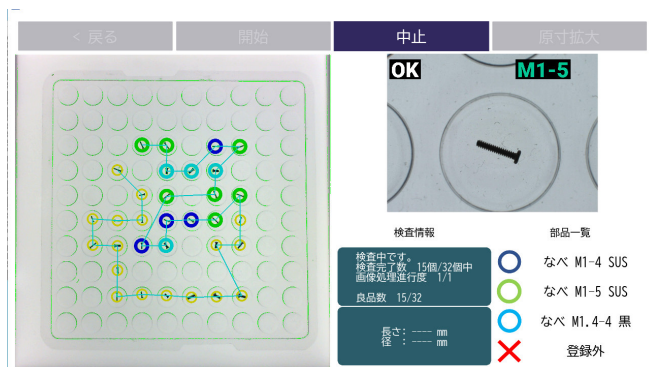 < 戻る
開始
中止
原寸拡大
OK
M1-5
検査情報
検査中です。
検査完了数 15個/32個中
画像処理進行度 1/1
良品数 15/32
長さ: ---- mm
径 : ---- mm
部品一覧
なべ M1-4 SUS
なべ M1-5 SUS
なべ M1.4-4 黒
登録外